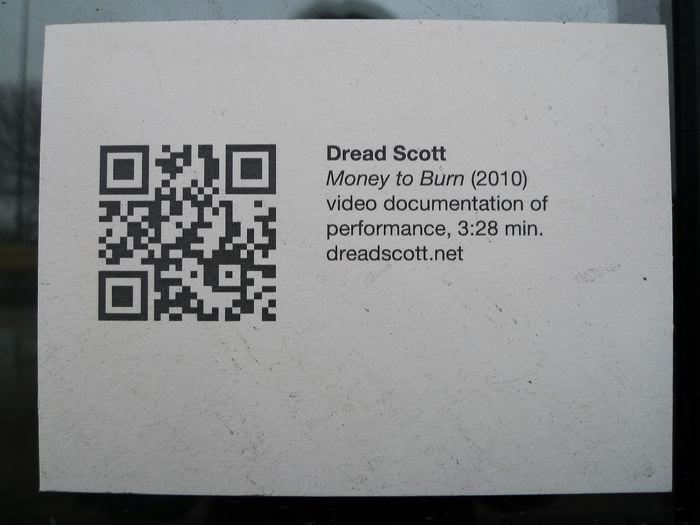 Dread Scott
Money to Burn (2010)
video documentation of
performance, 3:28 min.
dreadscott.net